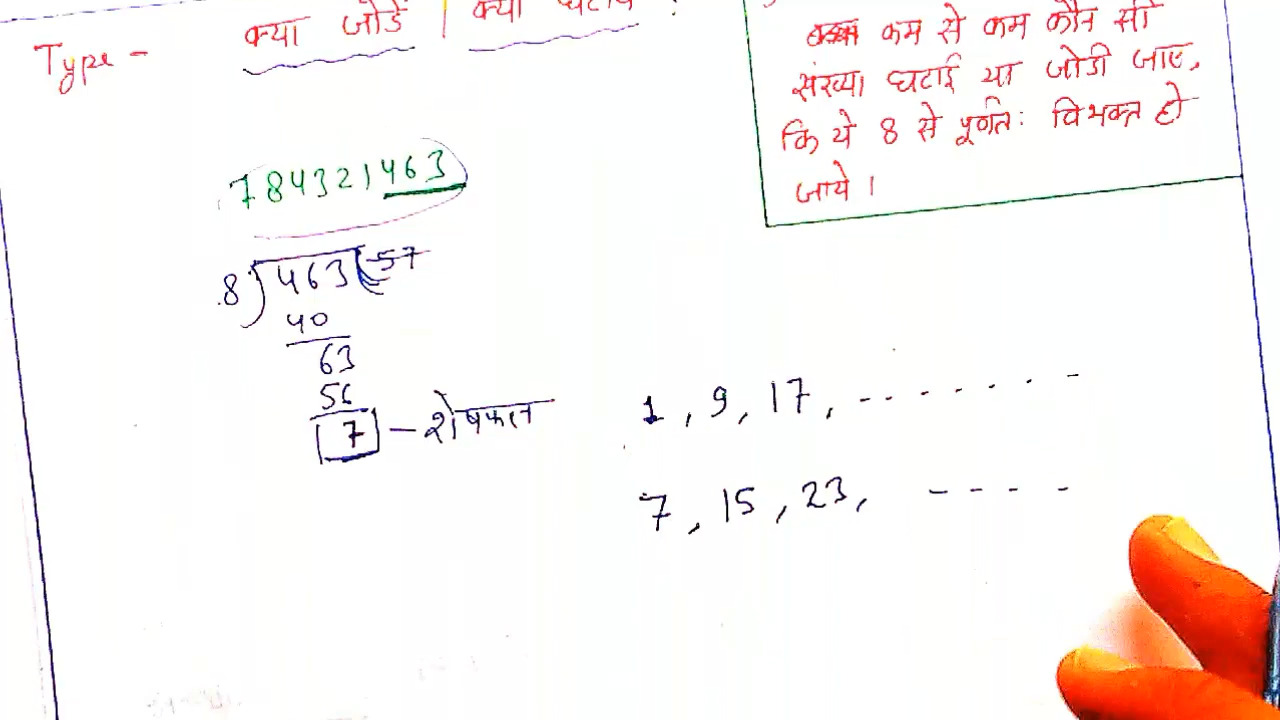 Type -
क्या जोड़ें | क्या घटायें ?
कम से कम कौन सी
संख्या घटाई या जोडी जाए,
कि ये 8 से पूर्णतः विभक्त हो
जाये ।
784321463
8) 463 (57
40
63
56
7 - शेषफल
1, 9, 17, - - - - - - -
7, 15, 23, - - - -